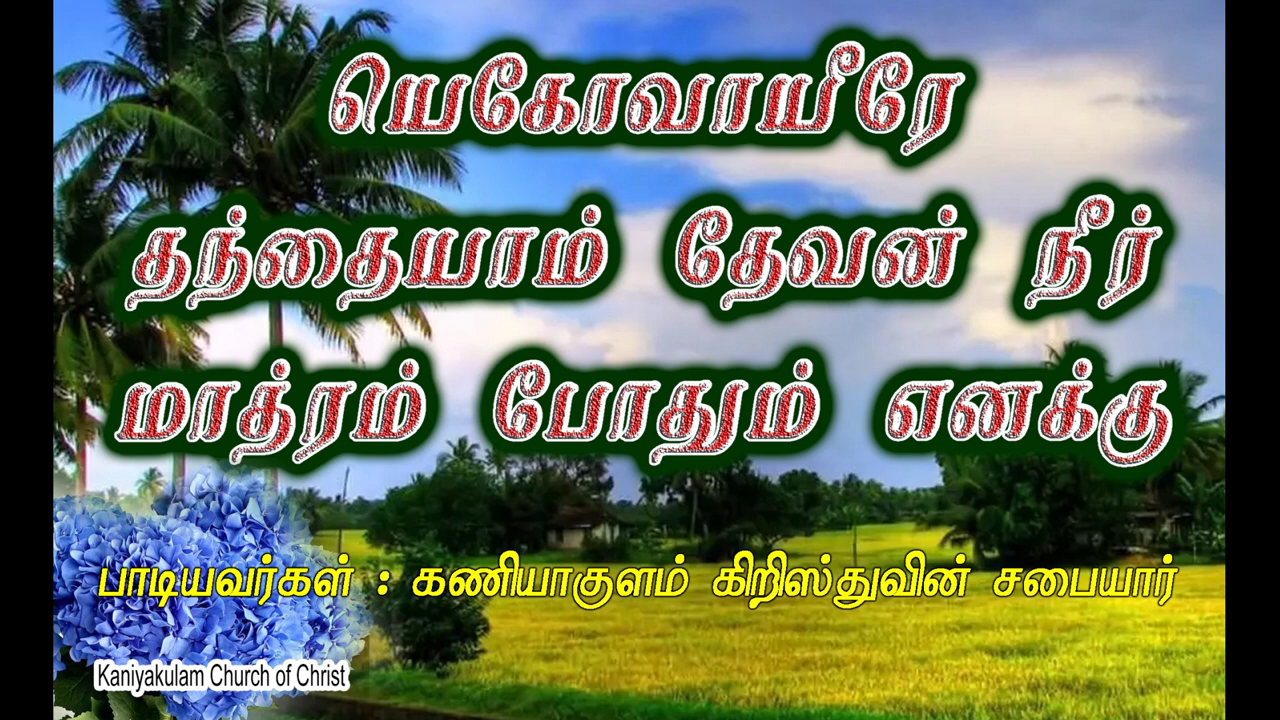 யெகோவாயீரே
தந்தையாம் தேவன் நீர்
மாத்ரம் போதும் எனக்கு
பாடியவர்கள் : கணியாகுளம் கிறிஸ்துவின் சபையார்
Kaniyakulam Church of Christ